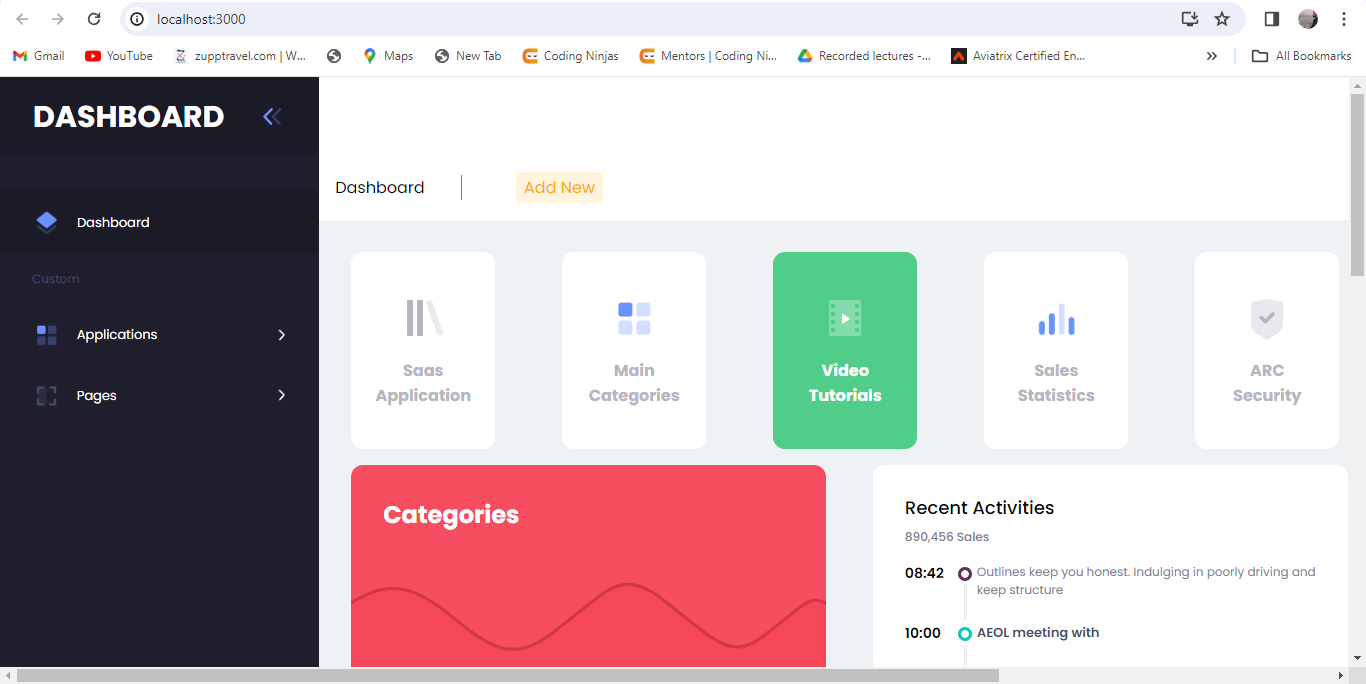 localhost:3000
Gmail YouTube zupptravel.com | W... Maps New Tab Coding Ninjas Mentors | Coding Ni... Recorded lectures -... Aviatrix Certified En... » All Bookmarks
DASHBOARD
Dashboard
Custom
Applications
Pages
Dashboard Add New
Saas
Application
Main
Categories
Video
Tutorials
Sales
Statistics
ARC
Security
Categories
Recent Activities
890,456 Sales
08:42 Outlines keep you honest. Indulging in poorly driving and
keep structure
10:00 AEOL meeting with